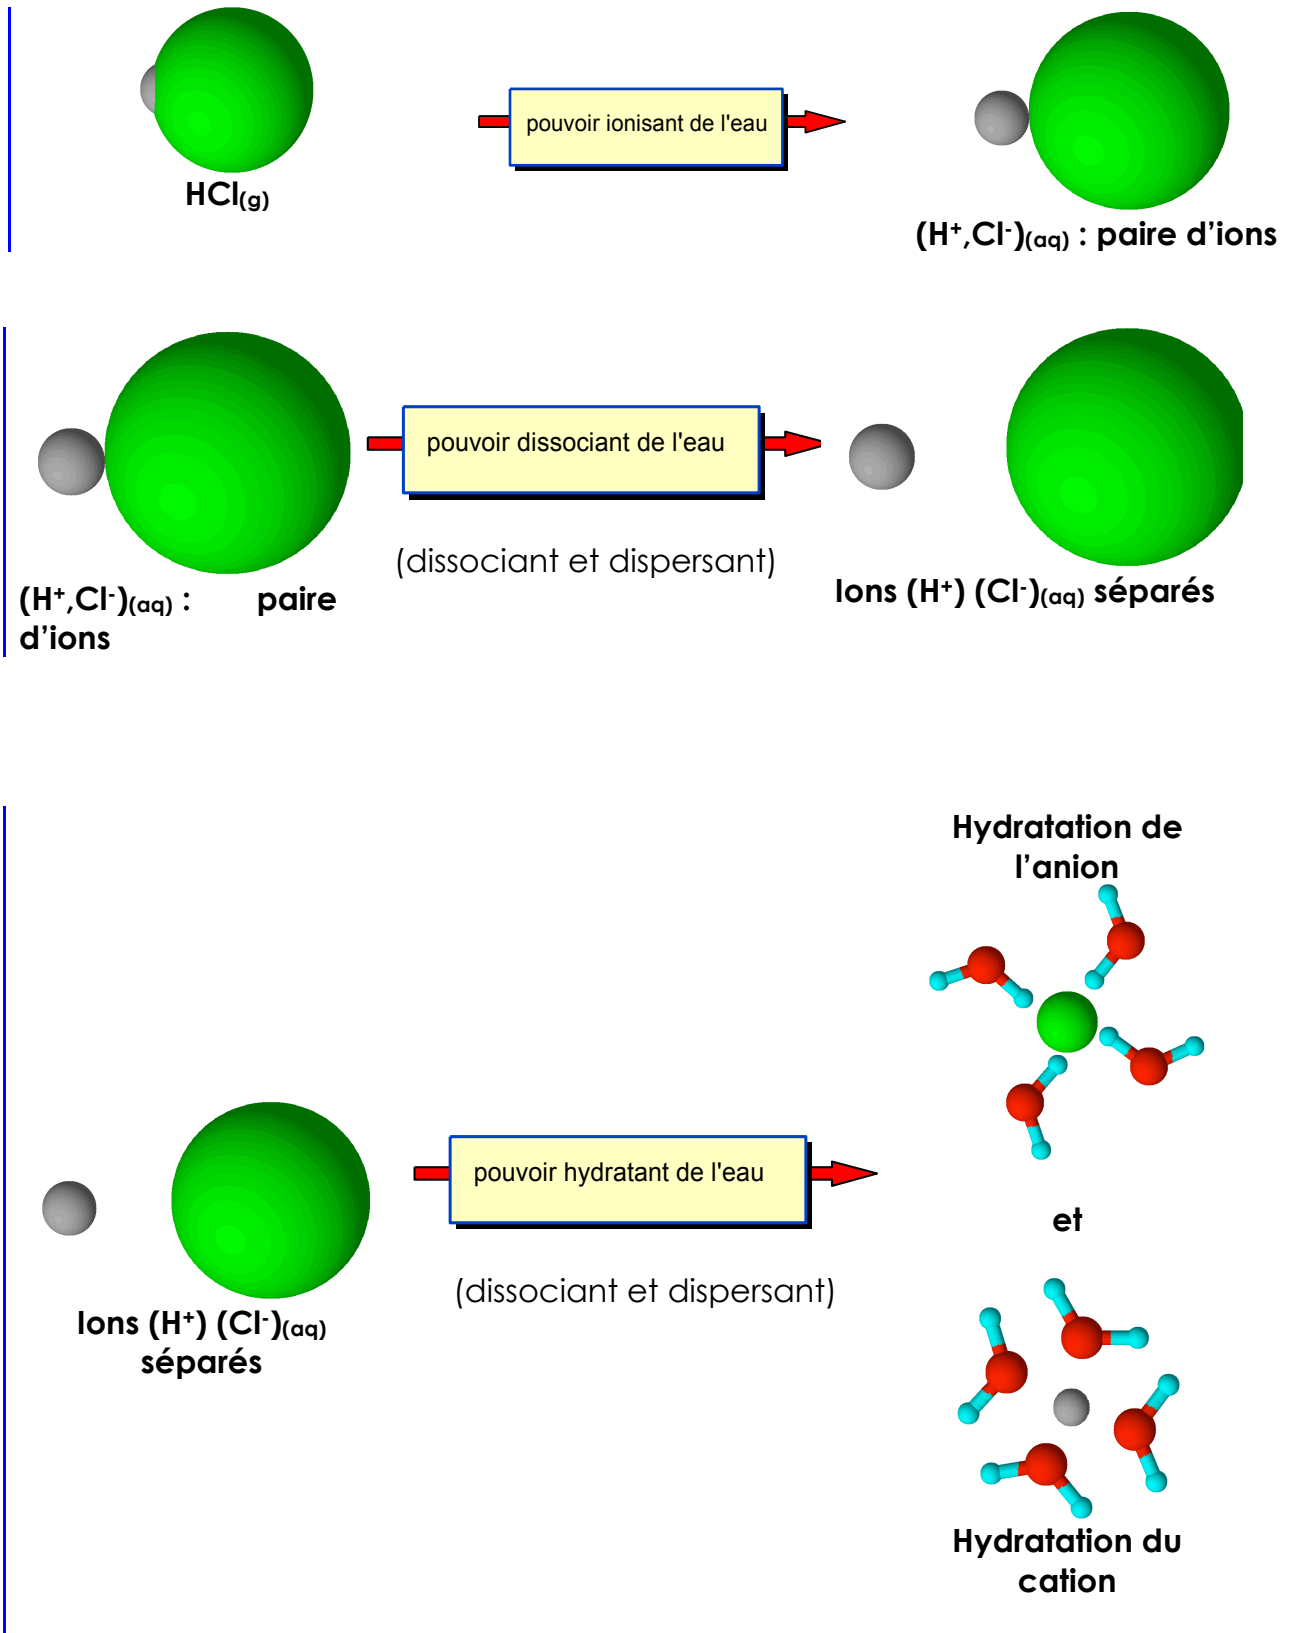 pouvoir ionisant de l'eau
HCl(g)
(H⁺,Cl⁻)(aq) : paire d’ions
pouvoir dissociant de l'eau
(dissociant et dispersant)
(H⁺,Cl⁻)(aq) : paire
d’ions
Ions (H⁺) (Cl⁻)(aq) séparés
Hydratation de
l’anion
pouvoir hydratant de l'eau
et
(dissociant et dispersant)
Ions (H⁺) (Cl⁻)(aq)
séparés
Hydratation du
cation